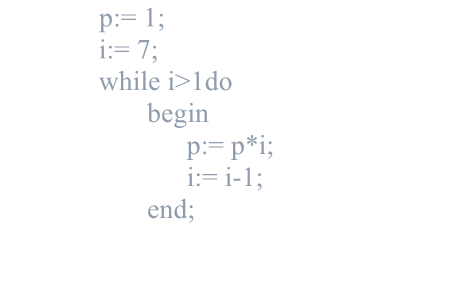 p:= 1;
i:= 7;
while i>1do
begin
p:= p*i;
i:= i-1;
end;